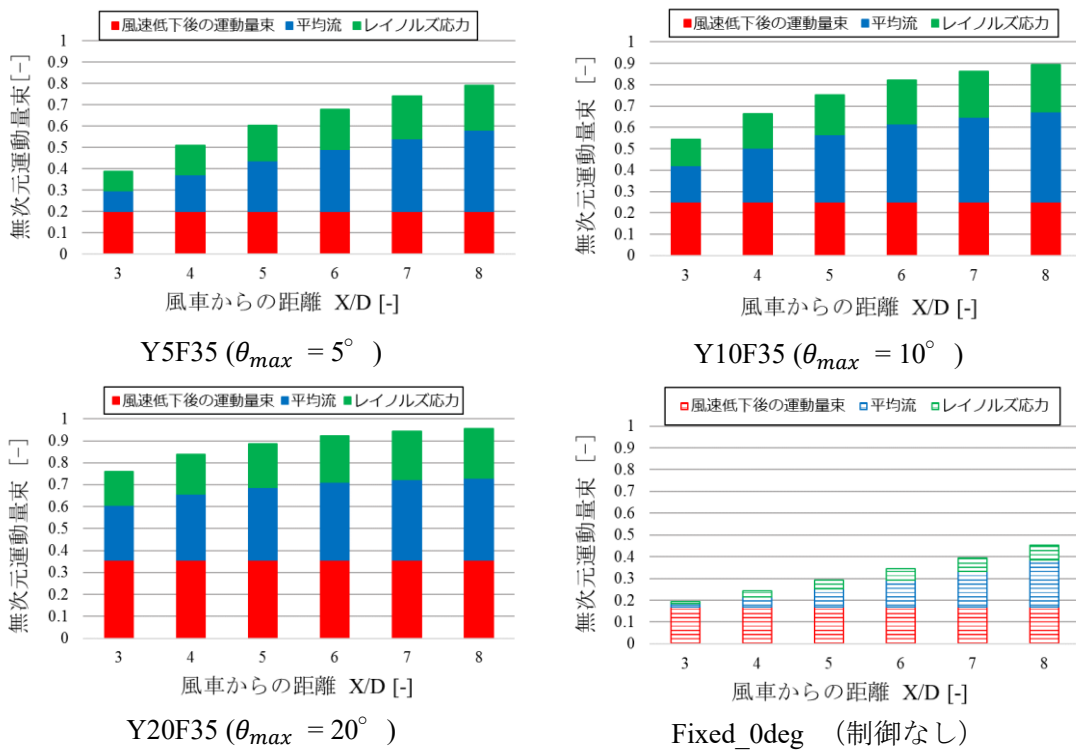 ■風速低下後の運動量束 ■平均流 ■レイノルズ応力
無次元運動量束 [-]
1
0.9
0.8
0.7
0.6
0.5
0.4
0.3
0.2
0.1
0
3 4 5 6 7 8
風車からの距離 X/D [-]
Y5F35 (θmax = 5°)
■風速低下後の運動量束 ■平均流 ■レイノルズ応力
無次元運動量束 [-]
1
0.9
0.8
0.7
0.6
0.5
0.4
0.3
0.2
0.1
0
3 4 5 6 7 8
風車からの距離 X/D [-]
Y10F35 (θmax = 10°)
■風速低下後の運動量束 ■平均流 ■レイノルズ応力
無次元運動量束 [-]
1
0.9
0.8
0.7
0.6
0.5
0.4
0.3
0.2
0.1
0
3 4 5 6 7 8
風車からの距離 X/D [-]
Y20F35 (θmax = 20°)
風速低下後の運動量束 平均流 レイノルズ応力
無次元運動量束 [-]
1
0.9
0.8
0.7
0.6
0.5
0.4
0.3
0.2
0.1
0
3 4 5 6 7 8
風車からの距離 X/D [-]
Fixed_0deg (制御なし)